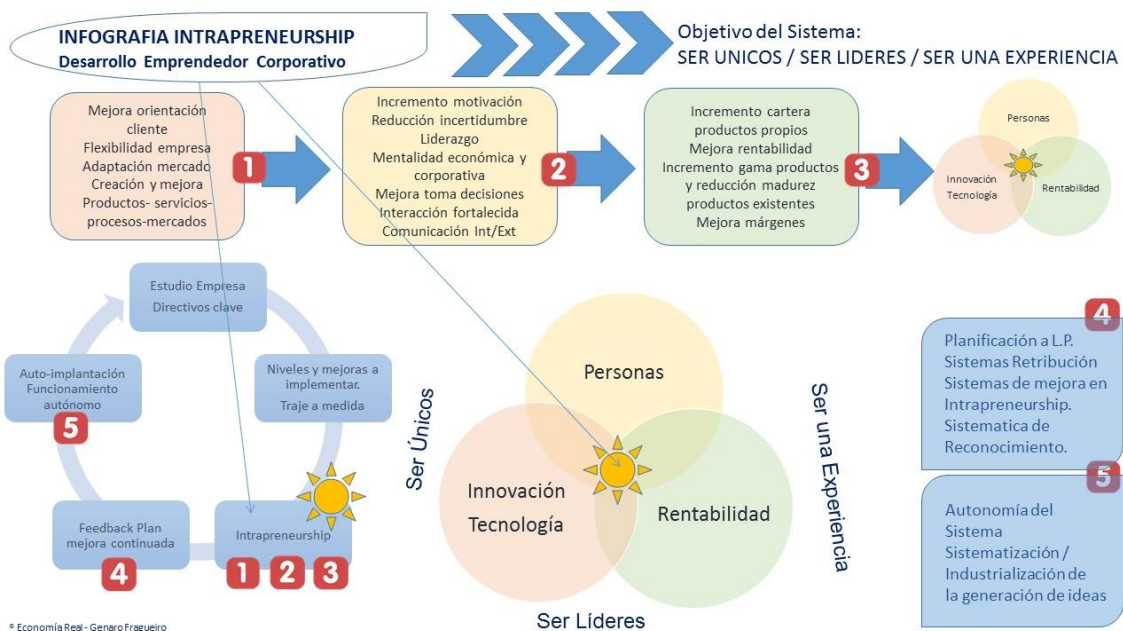 INFOGRAFIA INTRAPRENEURSHIP
Desarrollo Emprendedor Corporativo
Objetivo del Sistema:
SER UNICOS / SER LIDERES / SER UNA EXPERIENCIA
Mejora orientación
cliente
Flexibilidad empresa
Adaptación mercado
Creación y mejora
Productos- servicios-
procesos-mercados
1
Incremento motivación
Reducción incertidumbre
Liderazgo
Mentalidad económica y
corporativa
Mejora toma decisiones
Interacción fortalecida
Comunicación Int/Ext
2
Incremento cartera
productos propios
Mejora rentabilidad
Incremento gama productos
y reducción madurez
productos existentes
Mejora márgenes
3
Personas
Innovación
Tecnología
Rentabilidad
Estudio Empresa
Directivos clave
Niveles y mejoras a
implementar.
Traje a medida
Intrapreneurship
1 2 3
Feedback Plan
mejora continuada
4
Auto-implantación
Funcionamiento
autónomo
5
Personas
Innovación
Tecnología
Rentabilidad
Ser Únicos
Ser una Experiencia
Ser Líderes
4
Planificación a L.P.
Sistemas Retribución
Sistemas de mejora en
Intrapreneurship.
Sistematica de
Reconocimiento.
5
Autonomía del
Sistema
Sistematización /
Industrialización de
la generación de ideas
® Economía Real - Genaro Fragueiro